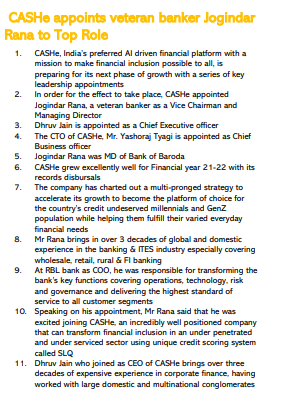 CASHe appoints veteran banker Jogindar
Rana to Top Role
1. CASHe, India's preferred AI driven financial platform with a
mission to make financial inclusion possible to all, is
preparing for its next phase of growth with a series of key
leadership appointments
2. In order for the effect to take place, CASHe appointed
Jogindar Rana, a veteran banker as a Vice Chairman and
Managing Director
3. Dhruv Jain is appointed as a Chief Executive officer
4. The CTO of CASHe, Mr. Yashoraj Tyagi is appointed as Chief
Business officer
5. Jogindar Rana was MD of Bank of Baroda
6. CASHe grew excellently well for Financial year 21-22 with its
records disbursals
7. The company has charted out a multi-pronged strategy to
accelerate its growth to become the platform of choice for
the country's credit underserved millennials and GenZ
population while helping them fulfill their varied everyday
financial needs
8. Mr Rana brings in over 3 decades of global and domestic
experience in the banking & ITES industry especially covering
wholesale, retail, rural & FI banking
9. At RBL bank as COO, he was responsible for transforming the
bank's key functions covering operations, technology, risk
and governance and delivering the highest standard of
service to all customer segments
10. Speaking on his appointment, Mr Rana said that he was
excited joining CASHe, an incredibly well positioned company
that can transform financial inclusion in an under penetrated
and under serviced sector using unique credit scoring system
called SLQ
11. Dhruv Jain who joined as CEO of CASHe brings over three
decades of expensive experience in corporate finance, having
worked with large domestic and multinational conglomerates